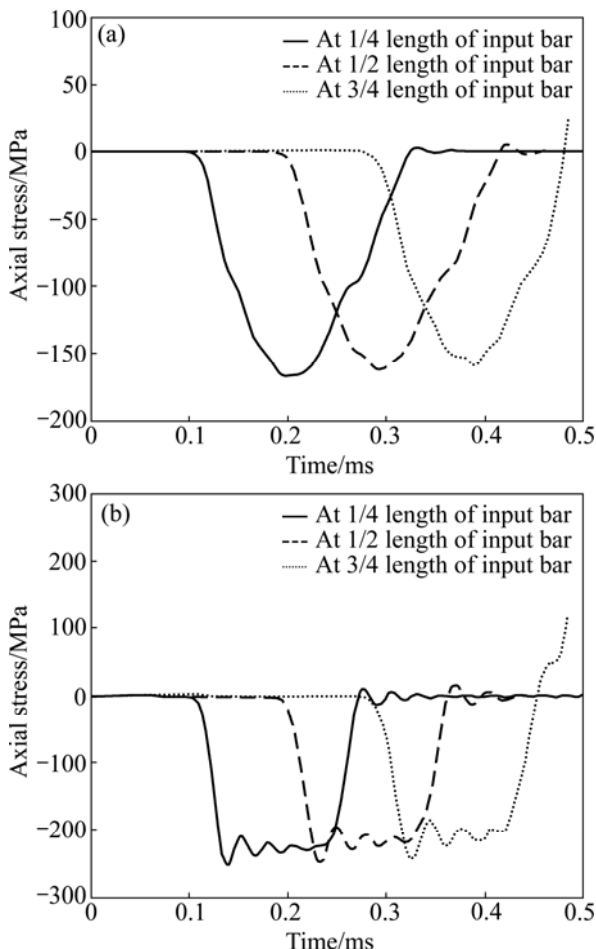 100
(a)
At 1/4 length of input bar
At 1/2 length of input bar
At 3/4 length of input bar
50
0
−50
−100
−150
−200
Axial stress/MPa
0 0.1 0.2 0.3 0.4 0.5
Time/ms
300
(b)
At 1/4 length of input bar
At 1/2 length of input bar
At 3/4 length of input bar
200
100
0
−100
−200
−300
Axial stress/MPa
0 0.1 0.2 0.3 0.4 0.5
Time/ms